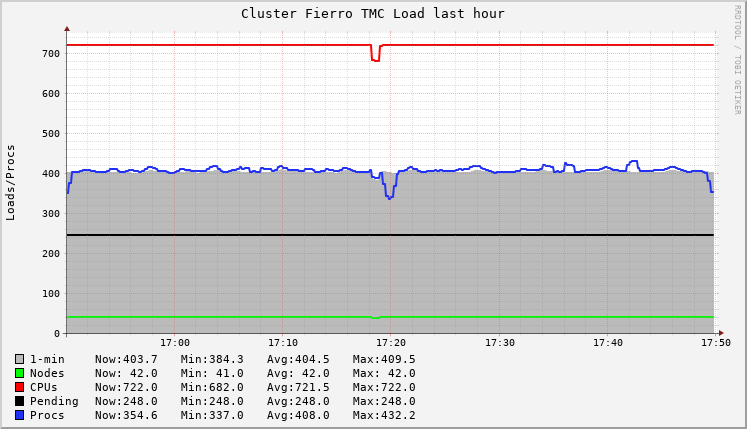 Cluster Fierro TMC Load last hour
RRDTOOL / TOBI OETIKER
Loads/Procs
700
600
500
400
300
200
100
0
17:00 17:10 17:20 17:30 17:40 17:50
1-min Now:403.7 Min:384.3 Avg:404.5 Max:409.5
Nodes Now: 42.0 Min: 41.0 Avg: 42.0 Max: 42.0
CPUs Now:722.0 Min:682.0 Avg:721.5 Max:722.0
Pending Now:248.0 Min:248.0 Avg:248.0 Max:248.0
Procs Now:354.6 Min:337.0 Avg:408.0 Max:432.2